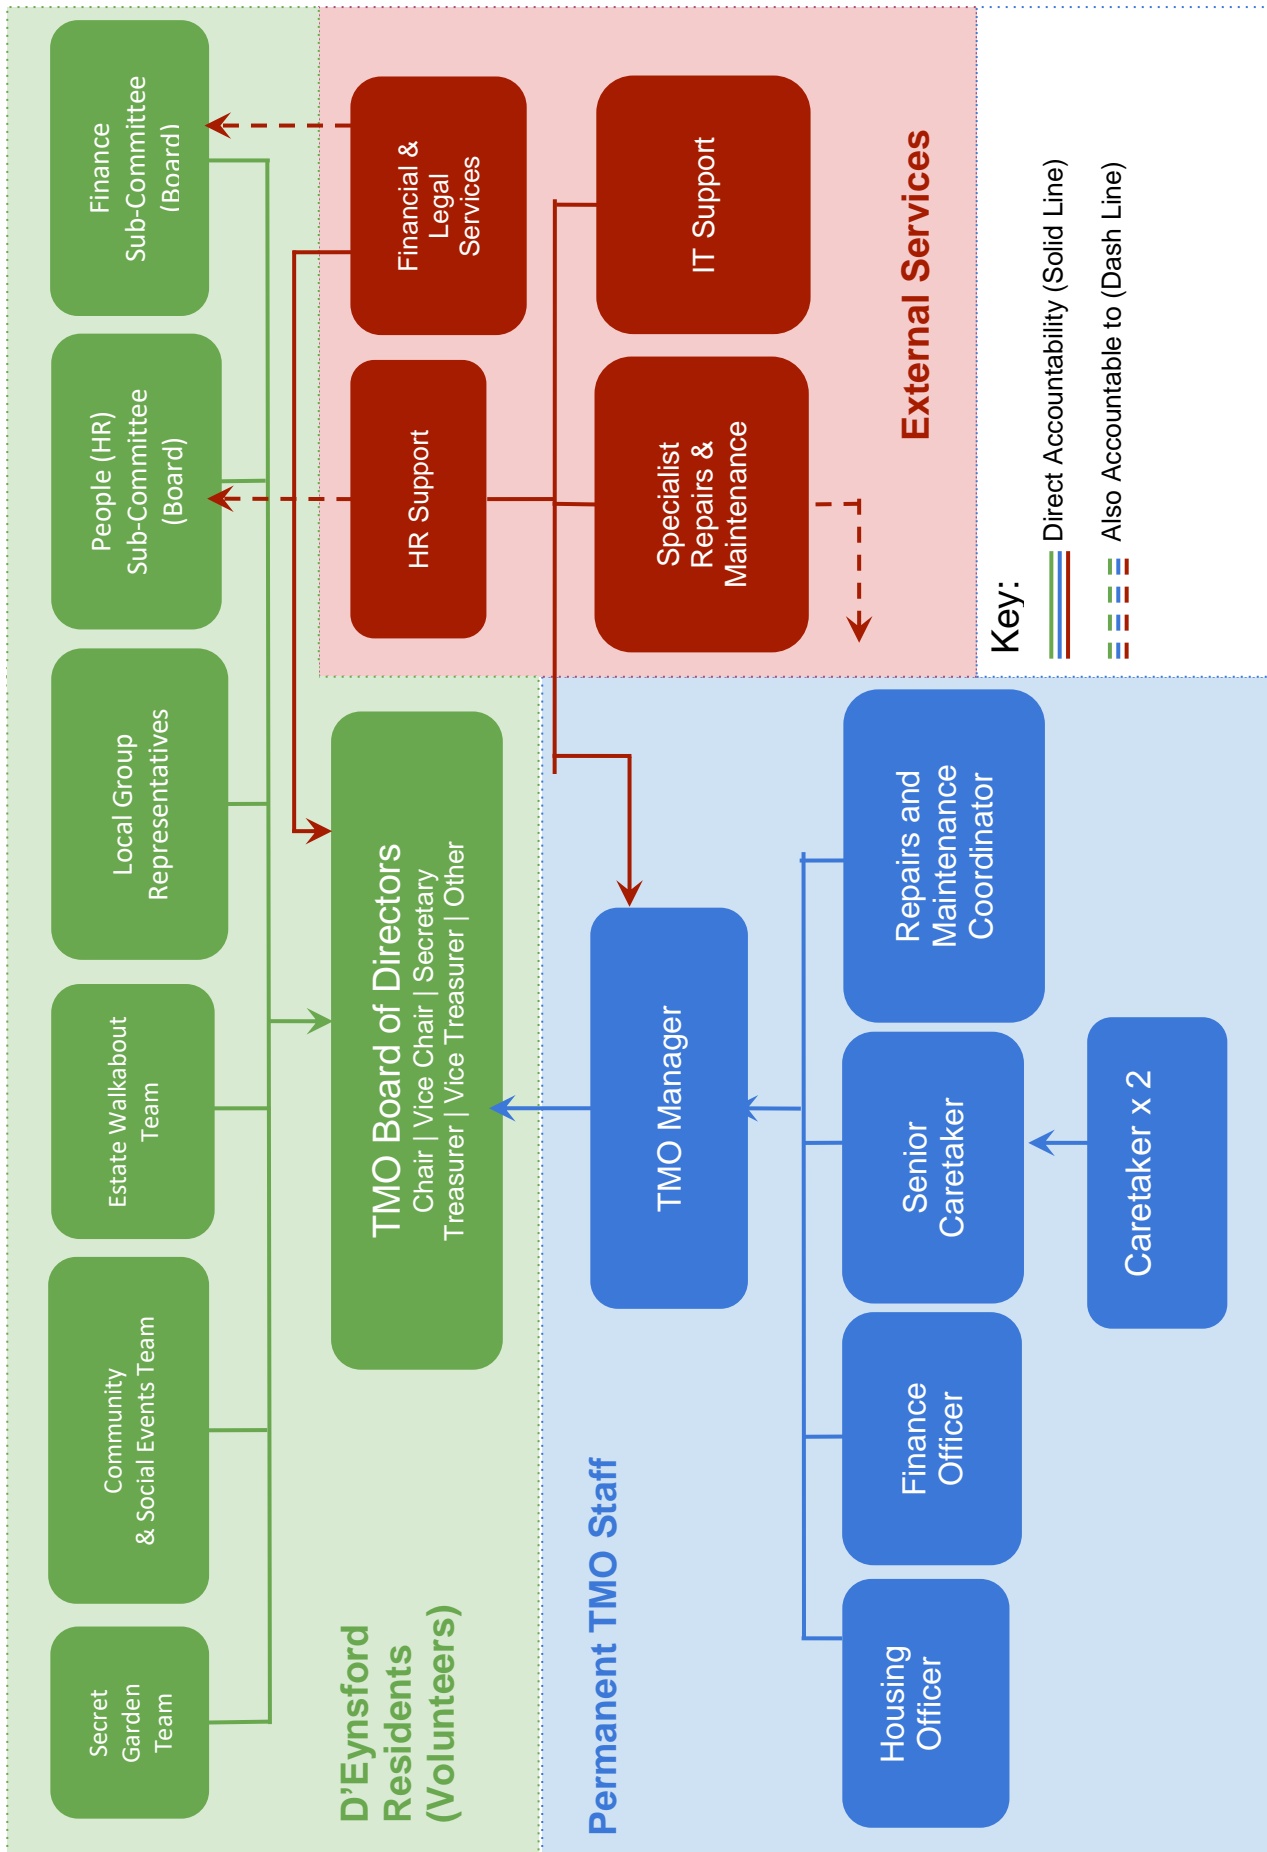 Secret
Garden
Team
Community
& Social Events Team
Estate Walkabout
Team
Local Group
Representatives
People (HR)
Sub-Committee
(Board)
Finance
Sub-Committee
(Board)
D’Eynsford
Residents
(Volunteers)
TMO Board of Directors
Chair | Vice Chair | Secretary
Treasurer | Vice Treasurer | Other
HR Support
Financial &
Legal
Services
Specialist
Repairs &
Maintenance
IT Support
External Services
Permanent TMO Staff
TMO Manager
Housing
Officer
Finance
Officer
Senior
Caretaker
Repairs and
Maintenance
Coordinator
Caretaker x 2
Key:
Direct Accountability (Solid Line)
Also Accountable to (Dash Line)